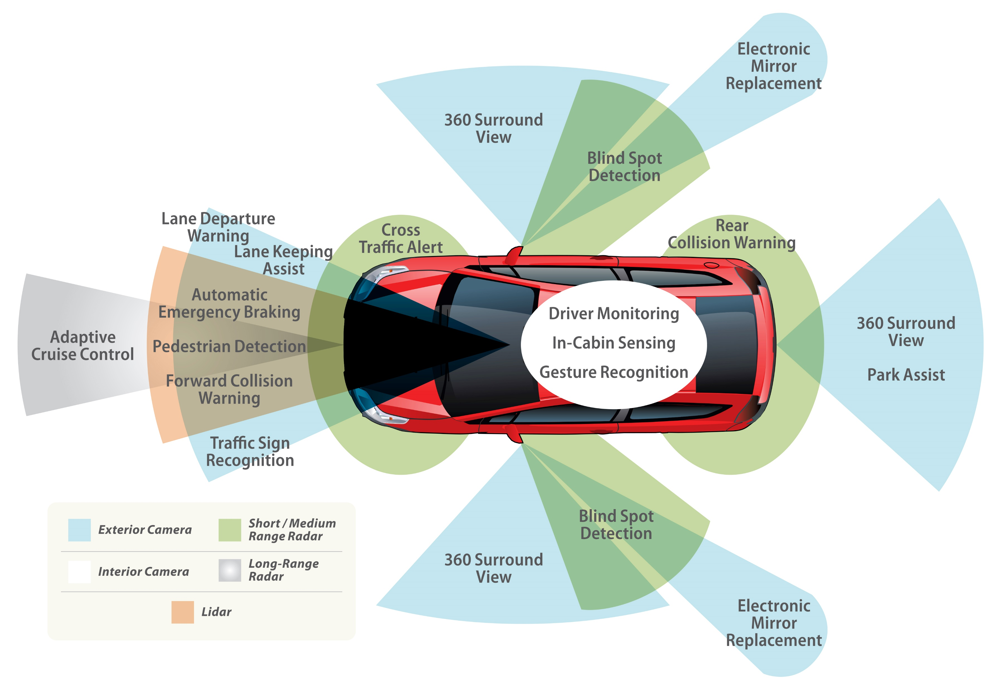 Electronic
Mirror
Replacement
360 Surround
View
Blind Spot
Detection
Lane Departure
Warning
Lane Keeping
Assist
Cross
Traffic Alert
Rear
Collision Warning
Automatic
Emergency Braking
Adaptive
Cruise Control
Pedestrian Detection
Forward Collision
Warning
Driver Monitoring
In-Cabin Sensing
Gesture Recognition
360 Surround
View
Park Assist
Traffic Sign
Recognition
Blind Spot
Detection
360 Surround
View
Electronic
Mirror
Replacement
Exterior Camera
Short / Medium
Range Radar
Interior Camera
Long-Range
Radar
Lidar